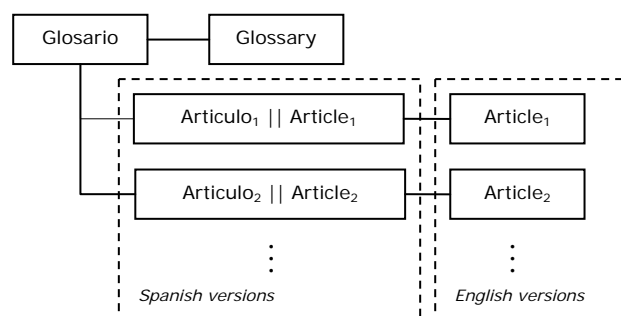 Glosario
Glossary
Articulo₁ || Article₁
Article₁
Articulo₂ || Article₂
Article₂
Spanish versions
English versions